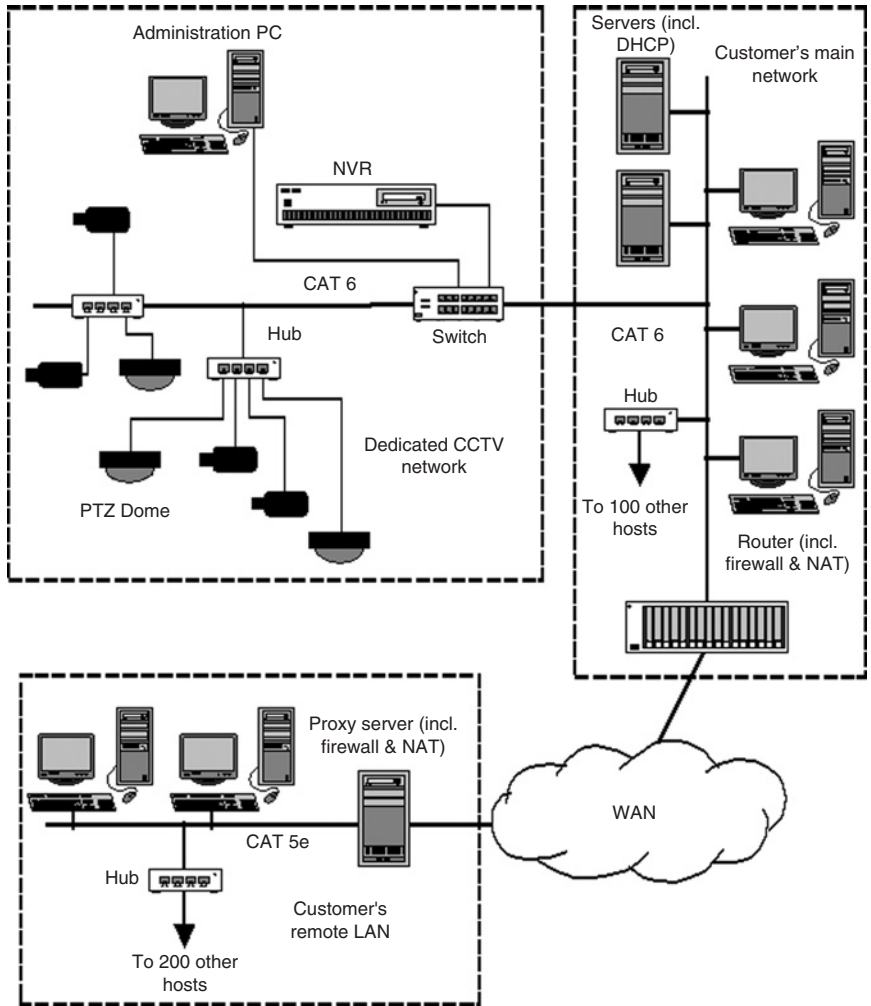 Administration PC
NVR
CAT 6
Hub
Switch
Dedicated CCTV
network
PTZ Dome
Servers (incl.
DHCP)
Customer's main
network
CAT 6
Hub
To 100 other
hosts
Router (incl.
firewall & NAT)
Proxy server (incl.
firewall & NAT)
WAN
CAT 5e
Hub
Customer's
remote LAN
To 200 other
hosts